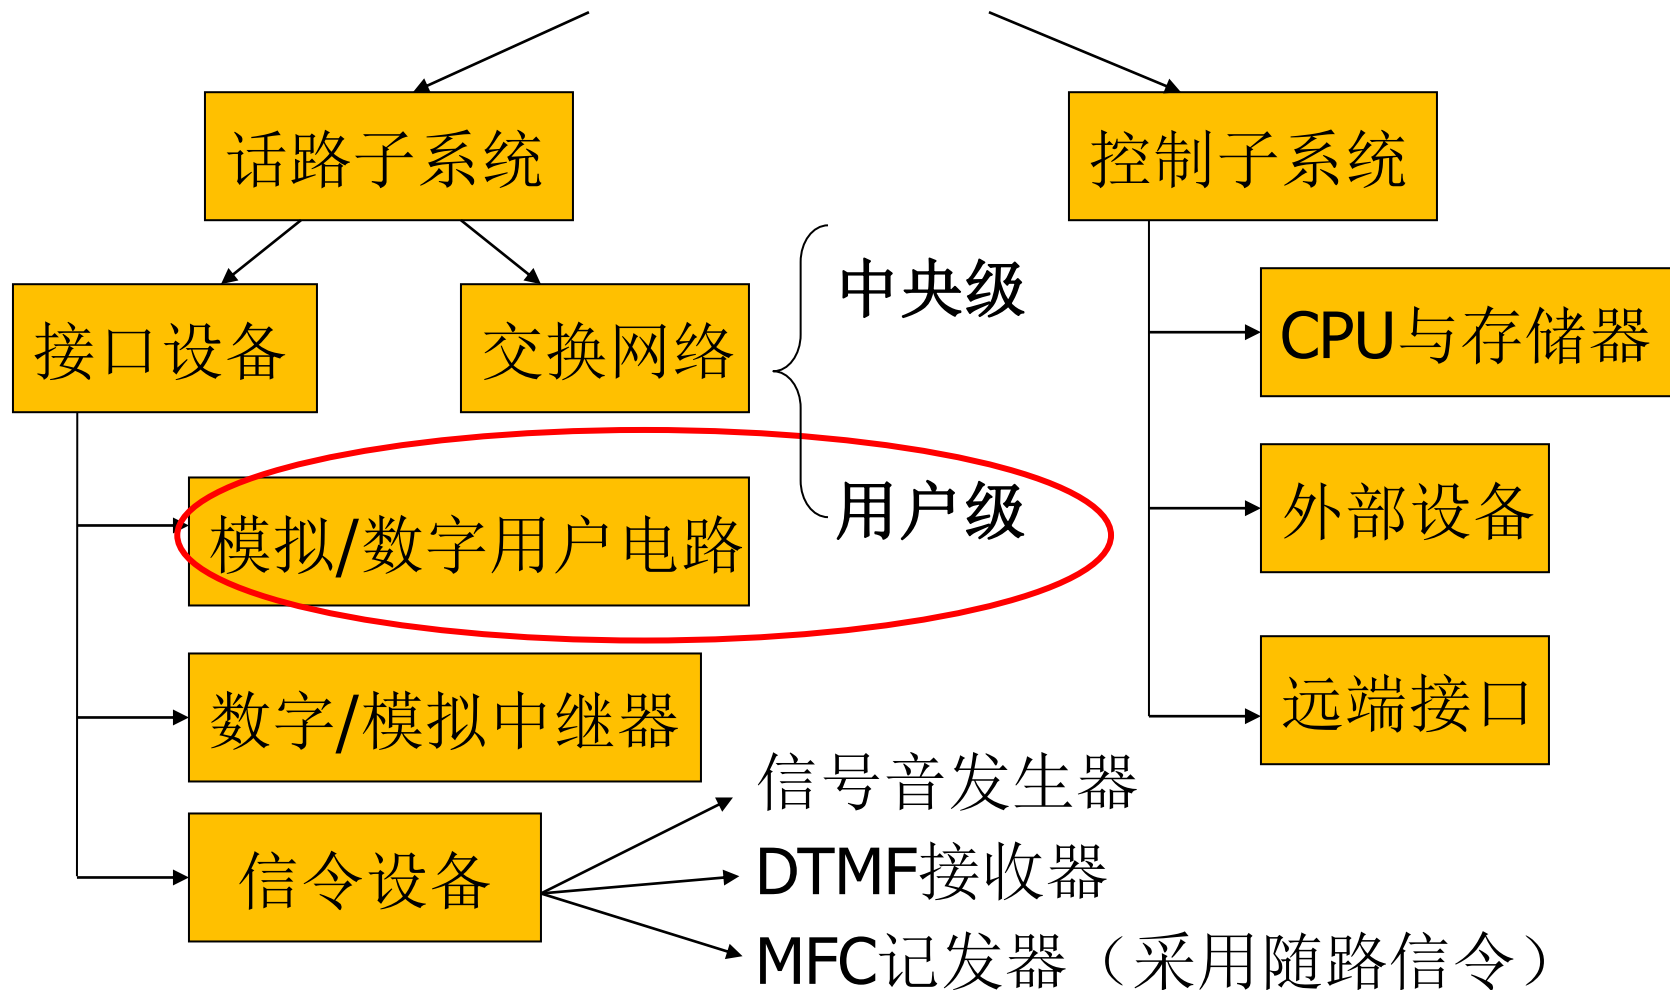 话路子系统
控制子系统
接口设备
交换网络
中央级
用户级
CPU与存储器
模拟/数字用户电路
外部设备
数字/模拟中继器
远端接口
信令设备
信号音发生器
DTMF接收器
MFC记发器（采用随路信令）